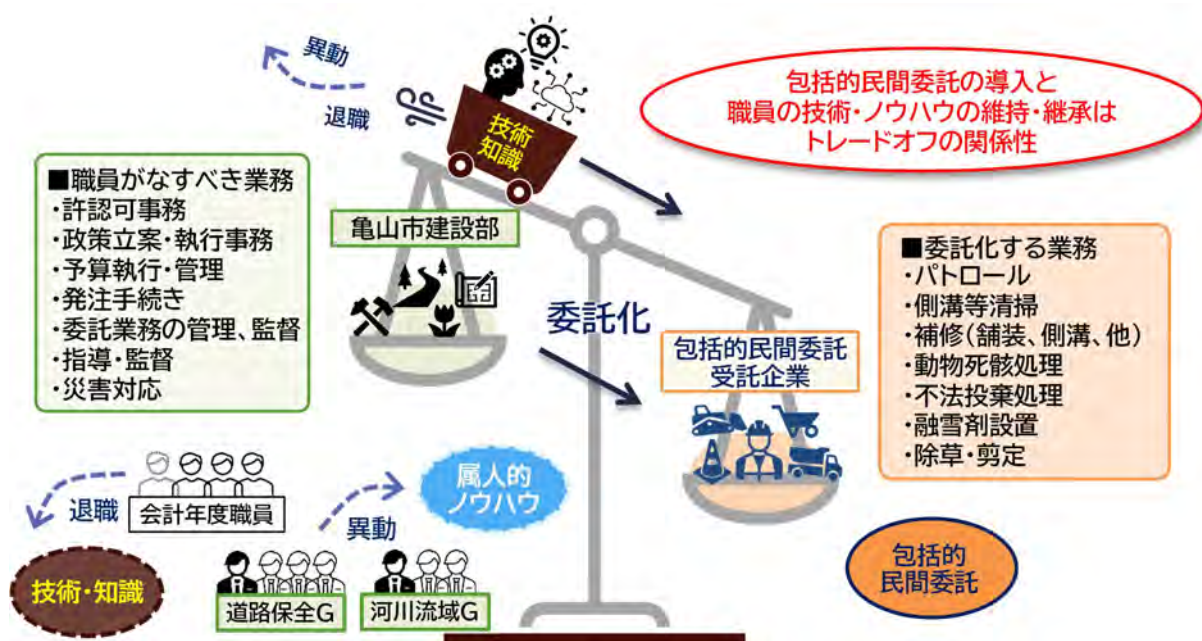 異動
退職
技術
知識
包括的民間委託の導入と
職員の技術・ノウハウの維持・継承は
トレードオフの関係性
■職員がなすべき業務
・許認可事務
・政策立案・執行事務
・予算執行・管理
・発注手続き
・委託業務の管理、監督
・指導・監督
・災害対応
亀山市建設部
委託化
包括的民間委託
受託企業
■委託化する業務
・パトロール
・側溝等清掃
・補修(舗装、側溝、他)
・動物死骸処理
・不法投棄処理
・融雪剤設置
・除草・剪定
退職
会計年度職員
異動
属人的
ノウハウ
技術・知識
道路保全G
河川流域G
包括的
民間委託